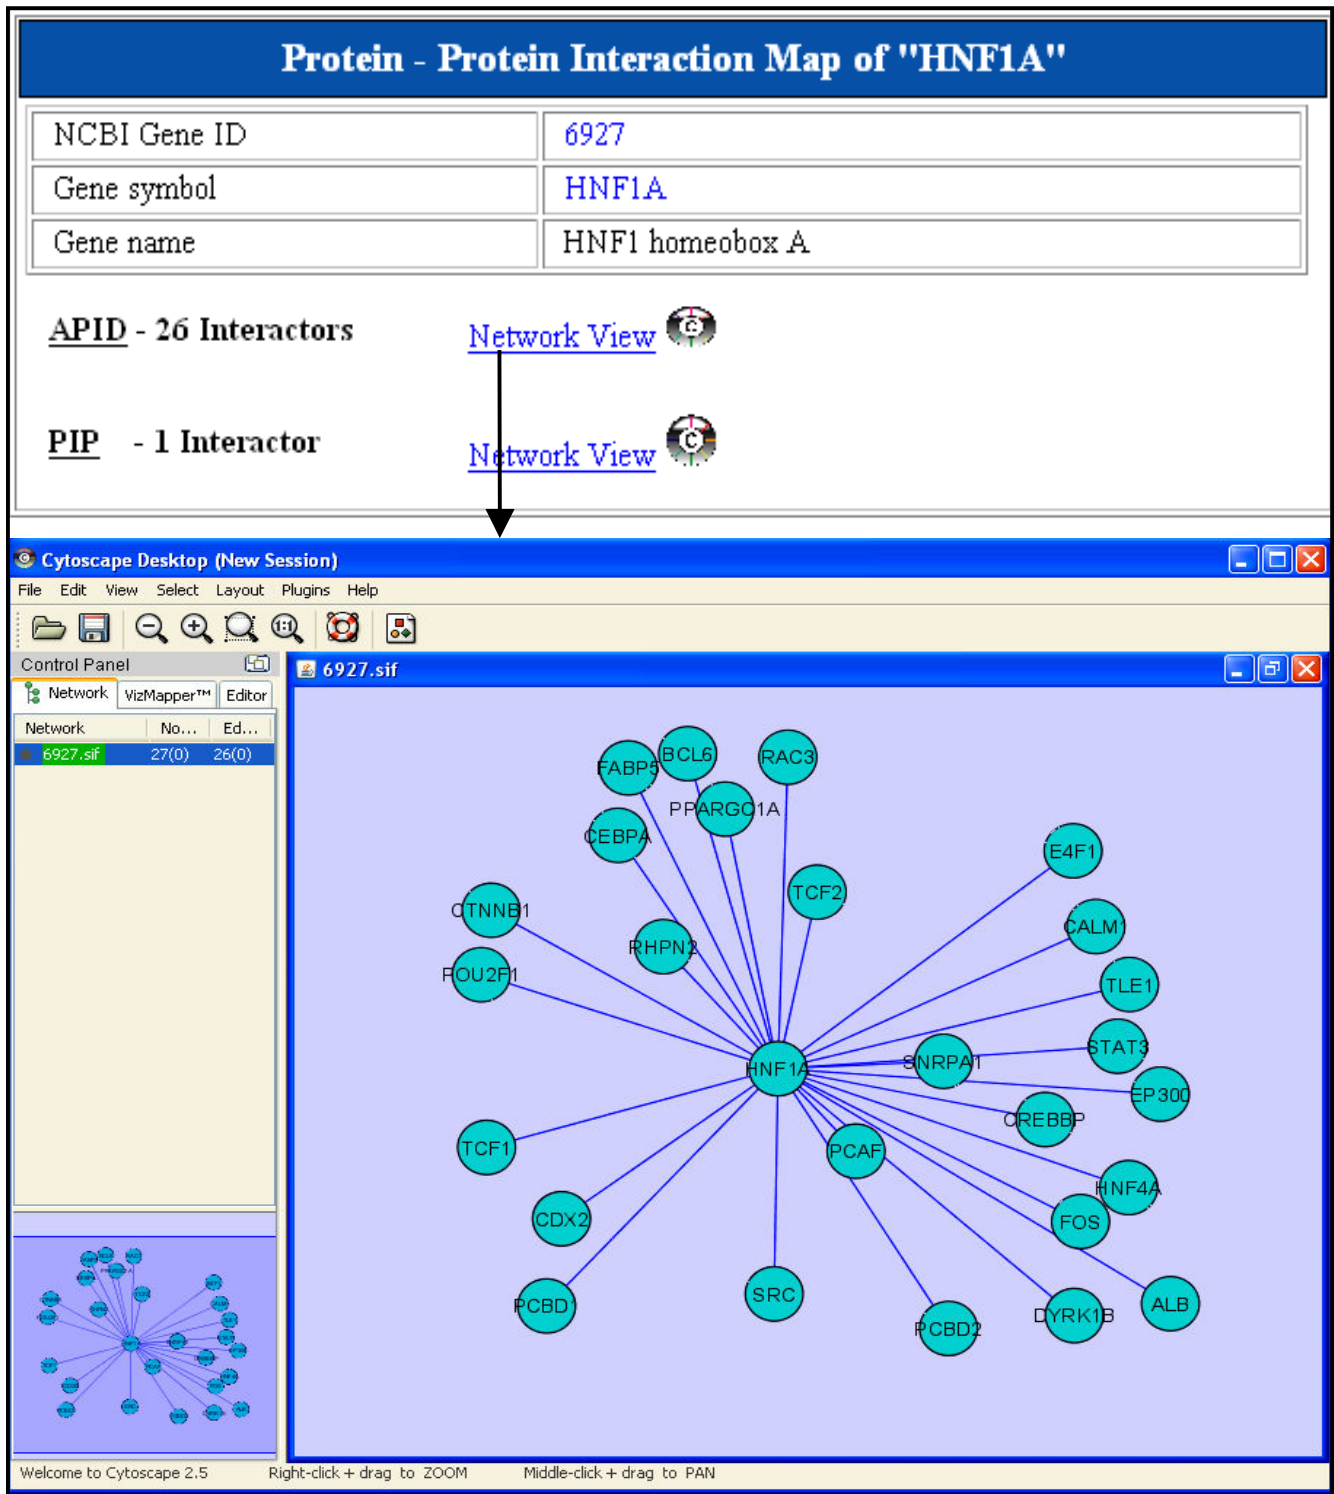 Protein - Protein Interaction Map of "HNF1A"
NCBI Gene ID 6927
Gene symbol HNF1A
Gene name HNF1 homeobox A
APID - 26 Interactors Network View
PIP - 1 Interactor Network View
Cytoscape Desktop (New Session)
File Edit View Select Layout Plugins Help
Control Panel
6927.sif
Network VizMapper™ Editor
Network No... Ed...
6927.sif 27(0) 26(0)
BCL6
RAC3
FABP5
PPARGC1A
CEBPA
E4F1
TCF2
CTNNB1
CALM1
RHPN2
POU2F1
TLE1
STAT3
SNRPA1
HNF1A
EP300
CREBBP
TCF1
PCAF
HNF4A
CDX2
FOS
SRC
PCBD1
ALB
DYRK1B
PCBD2
Welcome to Cytoscape 2.5 Right-click + drag to ZOOM Middle-click + drag to PAN